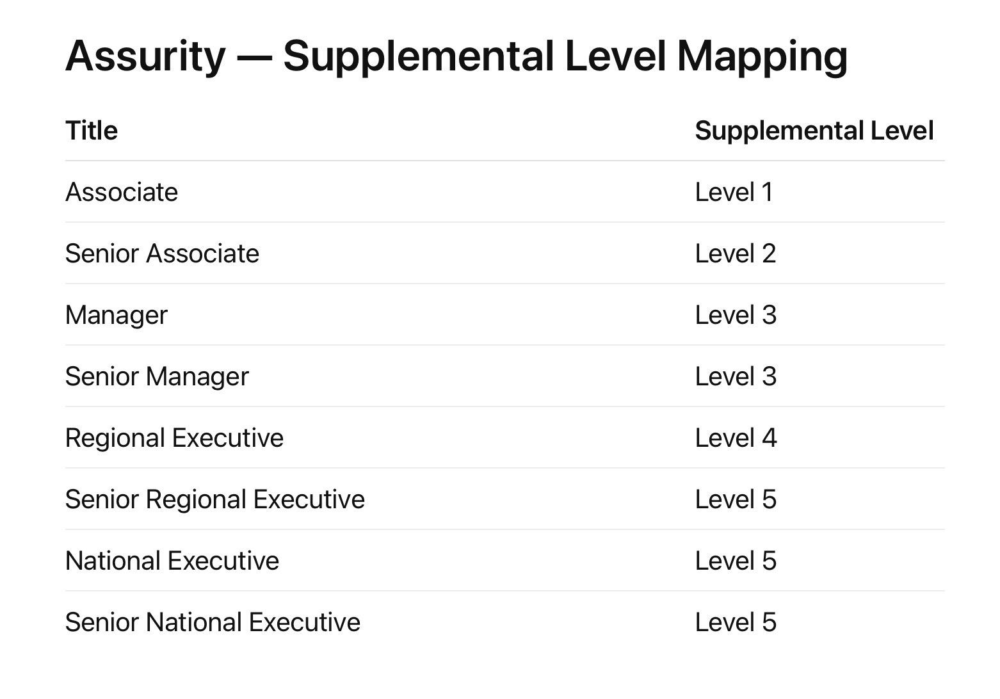 Assurity — Supplemental Level Mapping
Title Supplemental Level
Associate Level 1
Senior Associate Level 2
Manager Level 3
Senior Manager Level 3
Regional Executive Level 4
Senior Regional Executive Level 5
National Executive Level 5
Senior National Executive Level 5